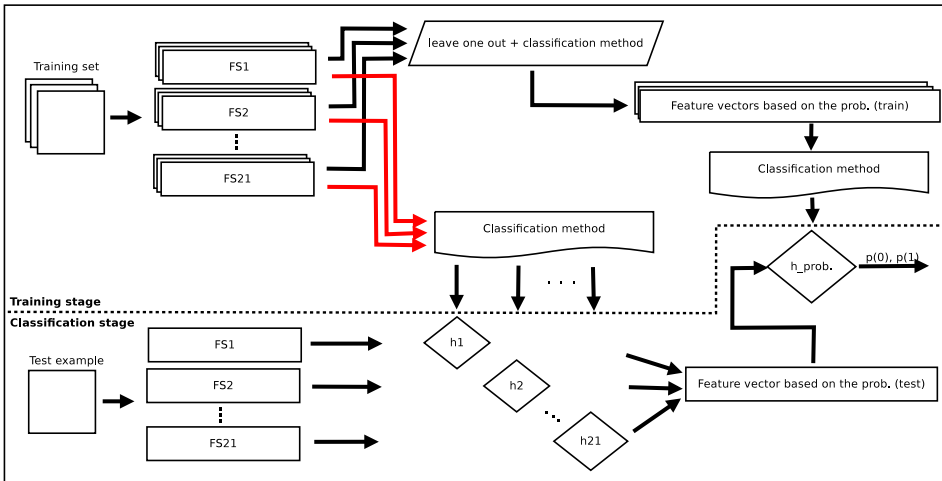 Training set
FS1
FS2
FS21
leave one out + classification method
Feature vectors based on the prob. (train)
Classification method
Classification method
h_prob.
p(0), p(1)
. . .
Training stage
Classification stage
Test example
FS1
FS2
FS21
h1
h2
h21
Feature vector based on the prob. (test)